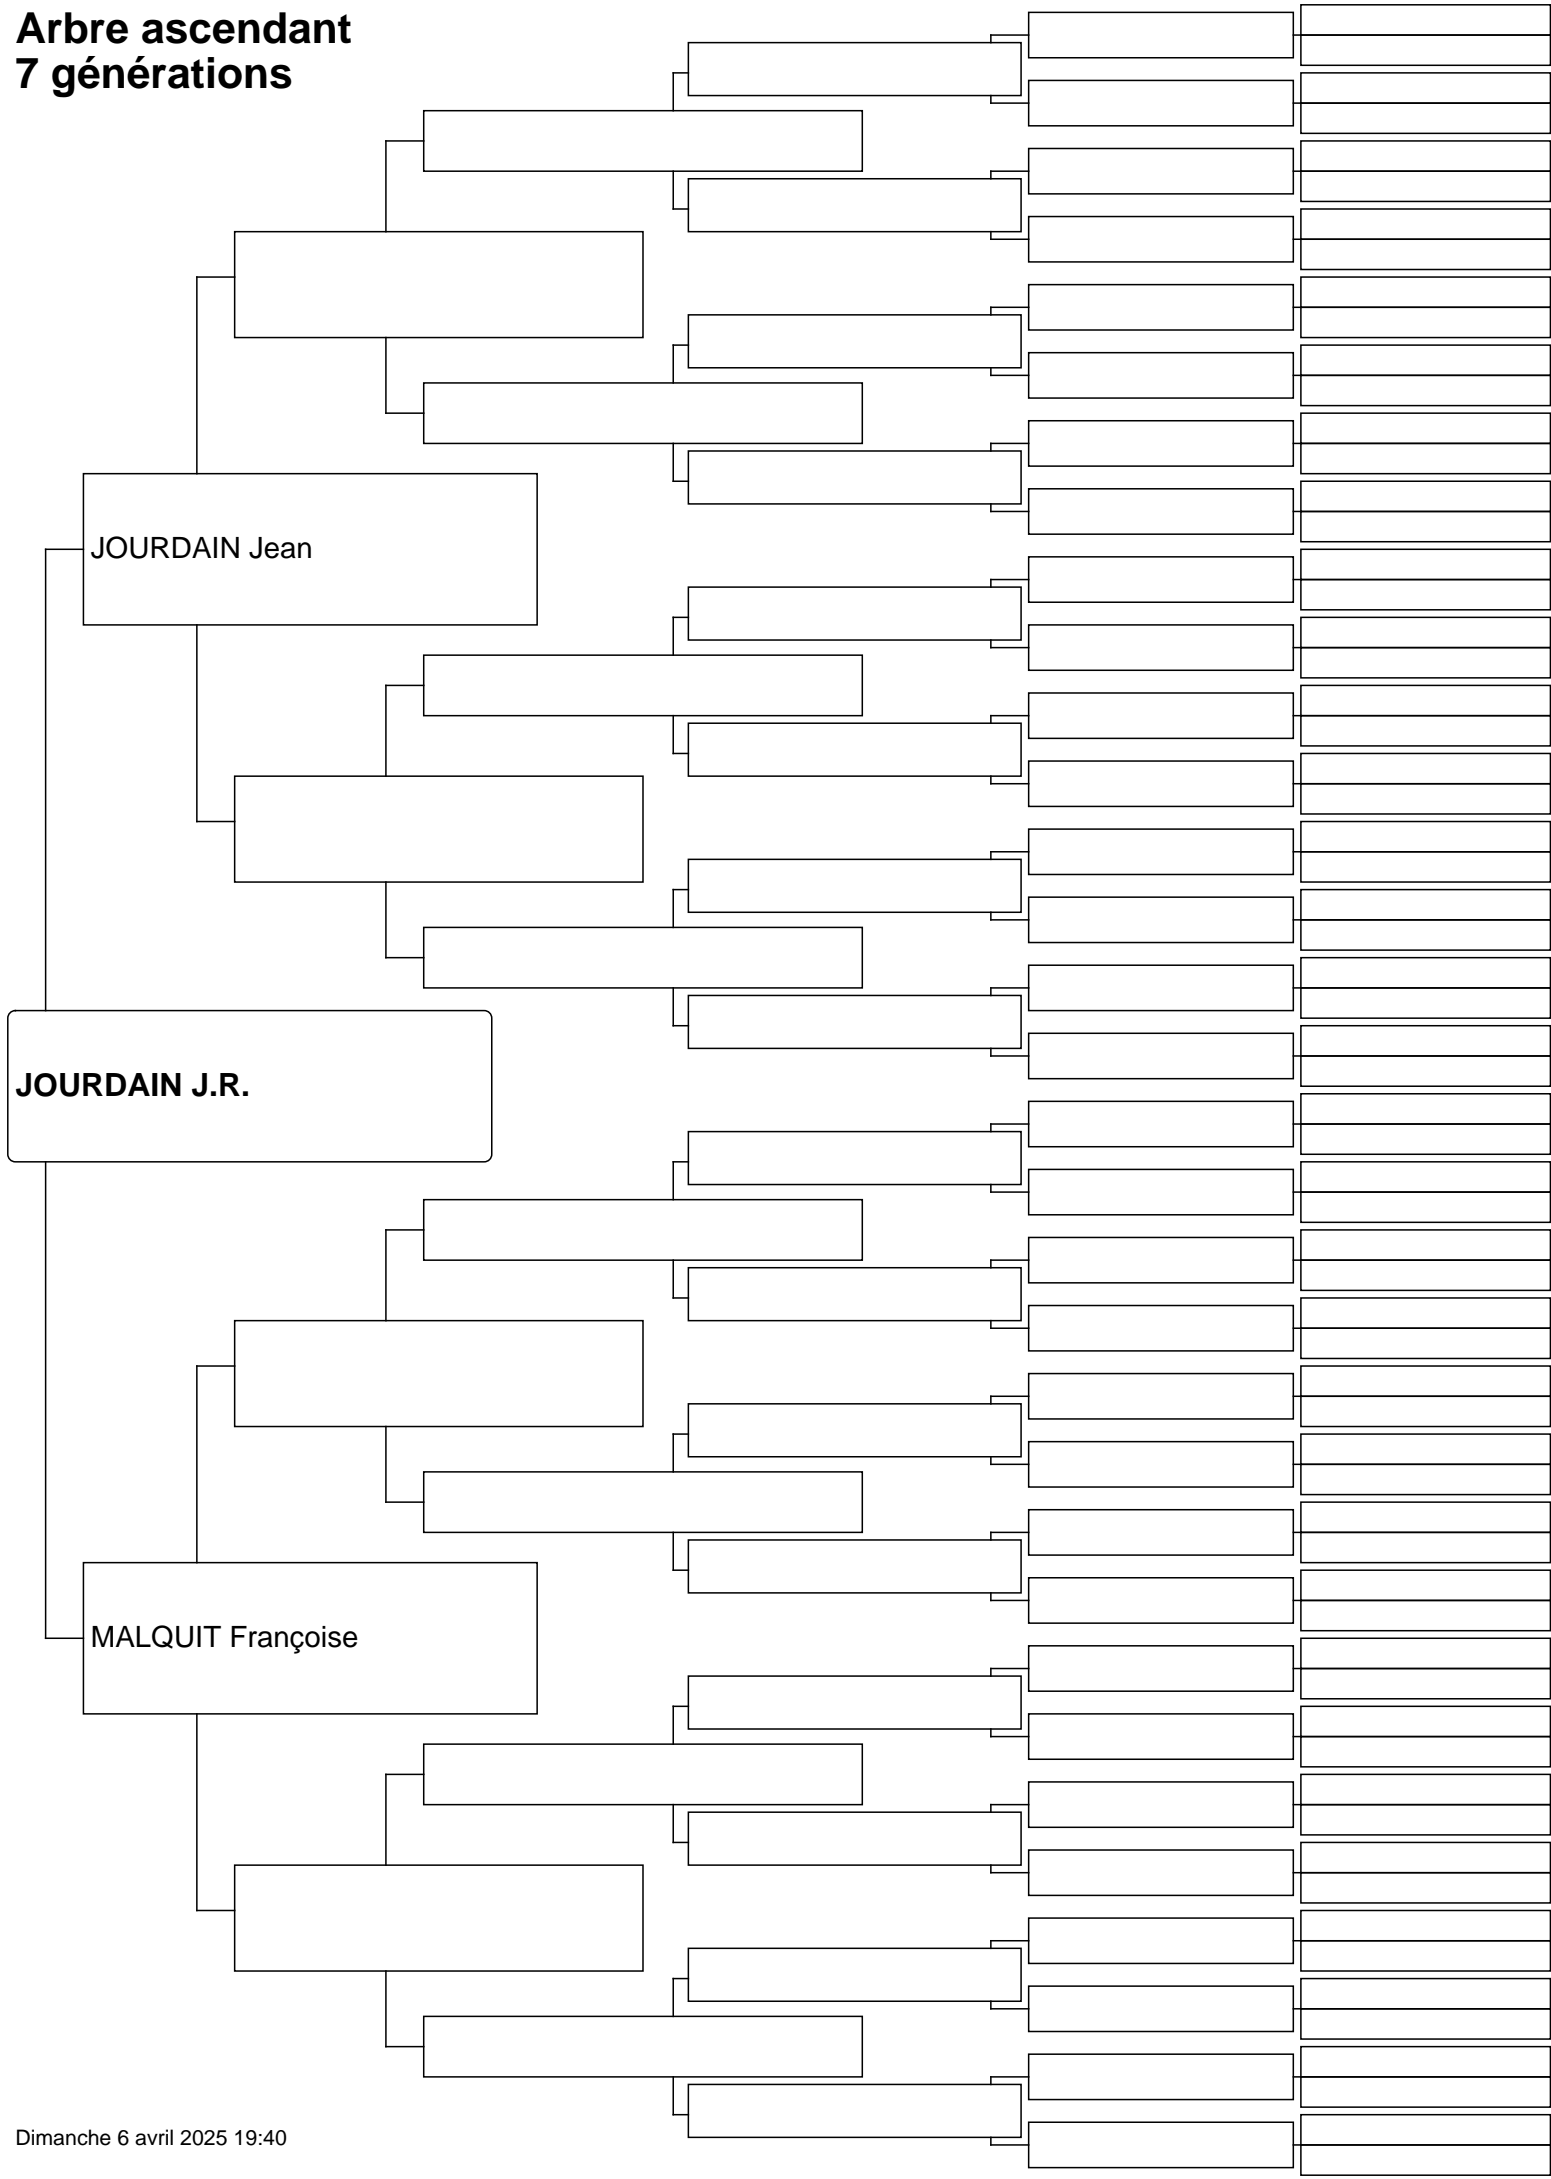 Arbre ascendant
7 générations
JOURDAIN Jean
JOURDAIN J.R.
MALQUIT Françoise
Dimanche 6 avril 2025 19:40